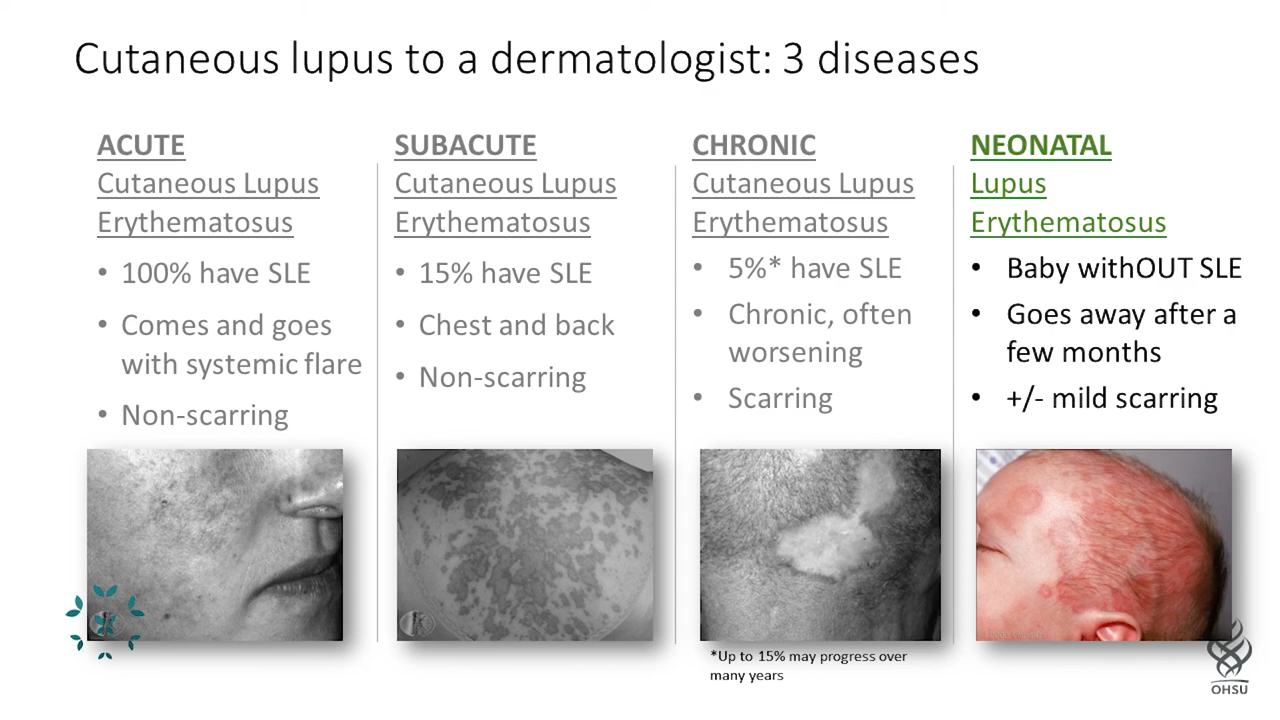 Cutaneous lupus to a dermatologist: 3 diseases
ACUTE
Cutaneous Lupus
Erythematosus
• 100% have SLE
• Comes and goes
with systemic flare
• Non-scarring
SUBACUTE
Cutaneous Lupus
Erythematosus
• 15% have SLE
• Chest and back
• Non-scarring
CHRONIC
Cutaneous Lupus
Erythematosus
• 5%* have SLE
• Chronic, often
worsening
• Scarring
*Up to 15% may progress over
many years
NEONATAL
Lupus
Erythematosus
• Baby withOUT SLE
• Goes away after a
few months
• +/- mild scarring
OHSU